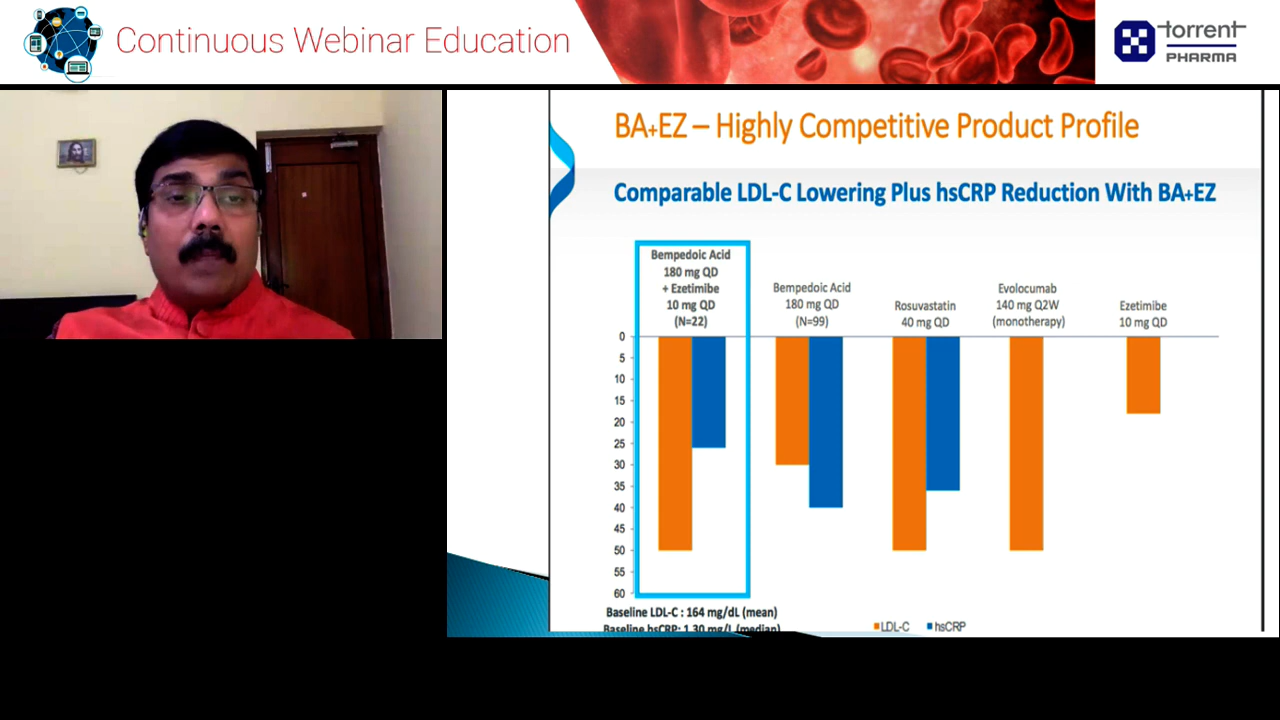 Continuous Webinar Education
torrent
PHARMA
BA+EZ – Highly Competitive Product Profile
Comparable LDL-C Lowering Plus hsCRP Reduction With BA+EZ
Bempedoic Acid
180 mg QD
+ Ezetimibe
10 mg QD
(N=22)
Bempedoic Acid
180 mg QD
(N=99)
Rosuvastatin
40 mg QD
Evolocumab
140 mg Q2W
(monotherapy)
Ezetimibe
10 mg QD
0
5
10
15
20
25
30
35
40
45
50
55
60
Baseline LDL-C : 164 mg/dL (mean)
Baseline hsCRP: 1.30 mg/L (median)
LDL-C hsCRP